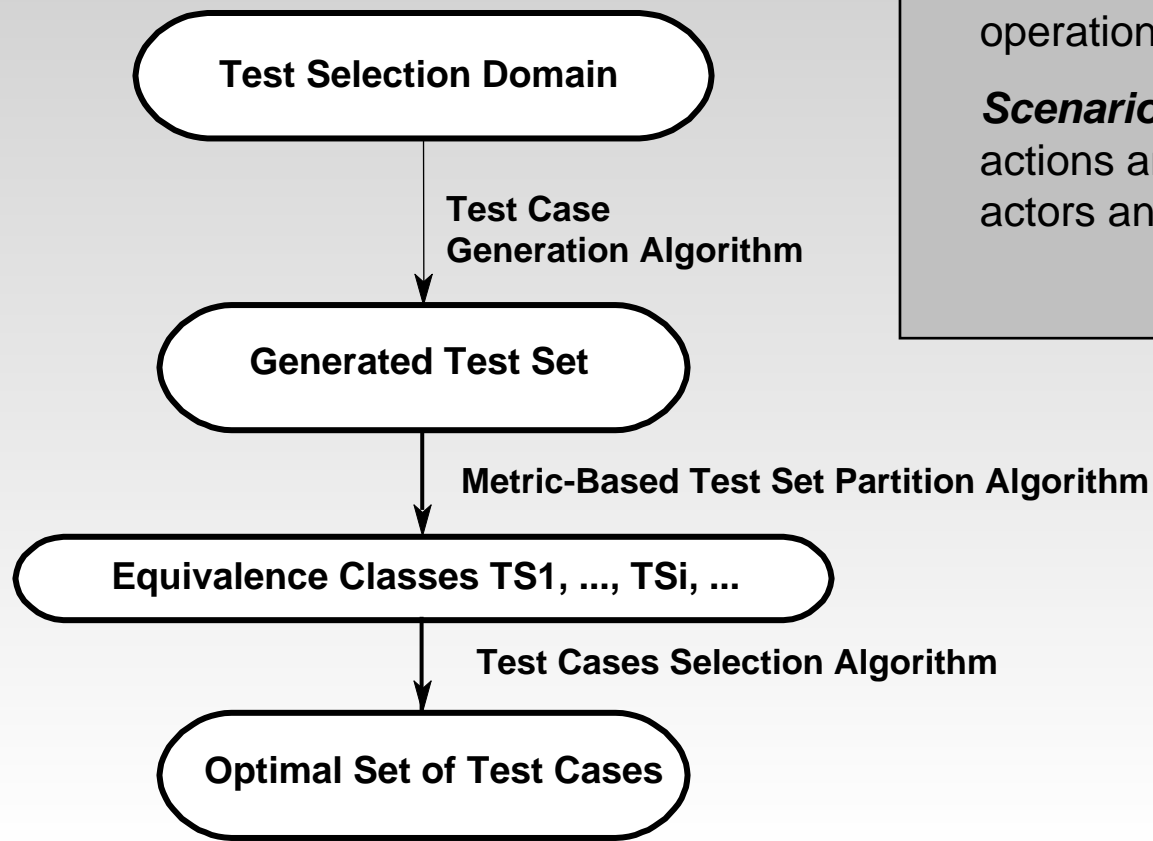 Test Selection Domain
Test Case
Generation Algorithm
Generated Test Set
Metric-Based Test Set Partition Algorithm
Equivalence Classes TS1, ..., TSi, ...
Test Cases Selection Algorithm
Optimal Set of Test Cases
operation
Scenario
actions
actors